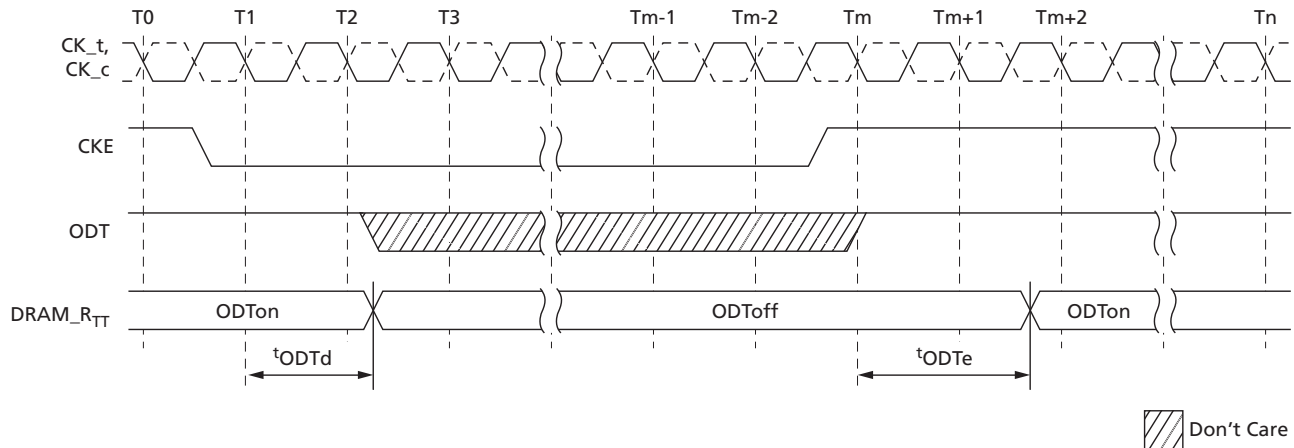 T0 T1 T2 T3 Tm-1 Tm-2 Tm Tm+1 Tm+2 Tn
CK_t,
CK_c
CKE
ODT
DRAM_RTT ODTon ODToff ODTon
tODTd tODTe
Don't Care